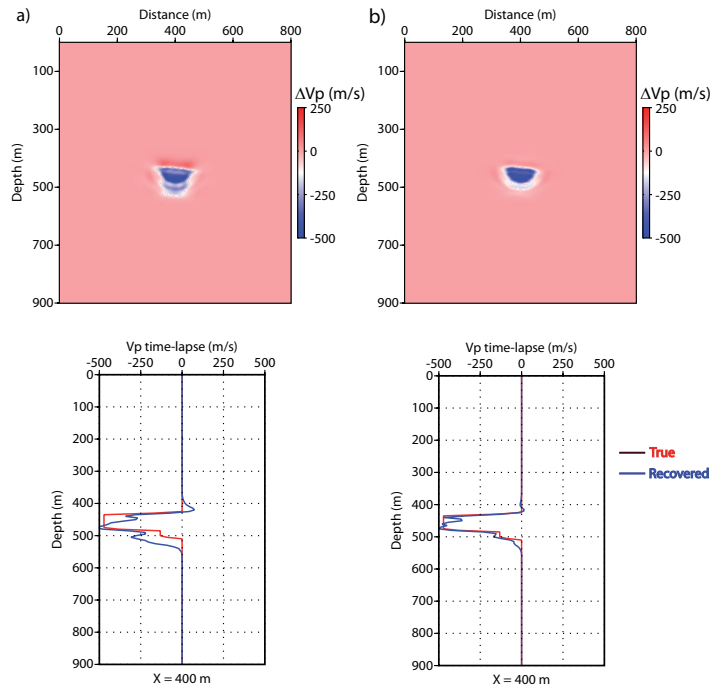 a)
Distance (m)
0 200 400 600 800
100
300
500
700
900
Depth (m)
ΔVp (m/s)
250
0
-250
-500
b)
Distance (m)
0 200 400 600 800
100
300
500
700
900
Depth (m)
ΔVp (m/s)
250
0
-250
-500
Vp time-lapse (m/s)
-500 -250 0 250 500
0
100
200
300
400
500
600
700
800
900
Depth (m)
X = 400 m
Vp time-lapse (m/s)
-500 -250 0 250 500
0
100
200
300
400
500
600
700
800
900
Depth (m)
X = 400 m
True
Recovered